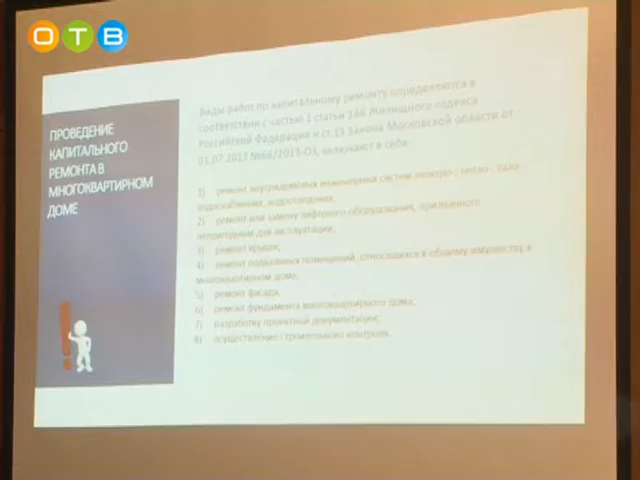 ОТВ
ПРОВЕДЕНИЕ
КАПИТАЛЬНОГО
РЕМОНТА В
МНОГОКВАРТИРНОМ
ДОМЕ
Виды работ по капитальному ремонту определяются в
соответствии с частью 1 статьи 166 Жилищного кодекса
Российской Федерации и ст.13 Закона Московской области от
01.07.2013 №66/2013-ОЗ, включают в себя:
1) ремонт внутридомовых инженерных систем электро-, тепло-, газо-,
водоснабжения, водоотведения;
2) ремонт или замену лифтового оборудования, признанного
непригодным для эксплуатации;
3) ремонт крыши;
4) ремонт подвальных помещений, относящихся к общему имуществу в
многоквартирном доме;
5) ремонт фасада;
6) ремонт фундамента многоквартирного дома;
7) разработку проектной документации;
8) осуществление строительного контроля.